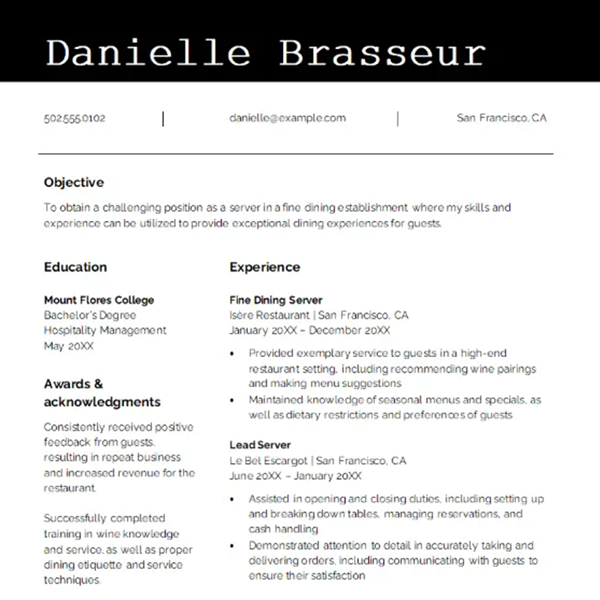 Danielle Brasseur
502.555.0102 | danielle@example.com | San Francisco, CA
Objective
To obtain a challenging position as a server in a fine dining establishment where my skills and
experience can be utilized to provide exceptional dining experiences for guests.
Education
Mount Flores College
Bachelor's Degree
Hospitality Management
May 20XX
Awards &
acknowledgments
Consistently received positive
feedback from guests,
resulting in repeat business
and increased revenue for the
restaurant.
Successfully completed
training in wine knowledge
and service, as well as proper
dining etiquette and service
techniques.
Experience
Fine Dining Server
Isère Restaurant | San Francisco, CA
January 20XX – December 20XX
• Provided exemplary service to guests in a high-end
restaurant setting, including recommending wine pairings
and making menu suggestions
• Maintained knowledge of seasonal menus and specials, as
well as dietary restrictions and preferences of guests
Lead Server
Le Bel Escargot | San Francisco, CA
June 20XX – January 20XX
• Assisted in opening and closing duties, including setting up
and breaking down tables, managing reservations, and
cash handling
• Demonstrated attention to detail in accurately taking and
delivering orders, including communicating with guests to
ensure their satisfaction